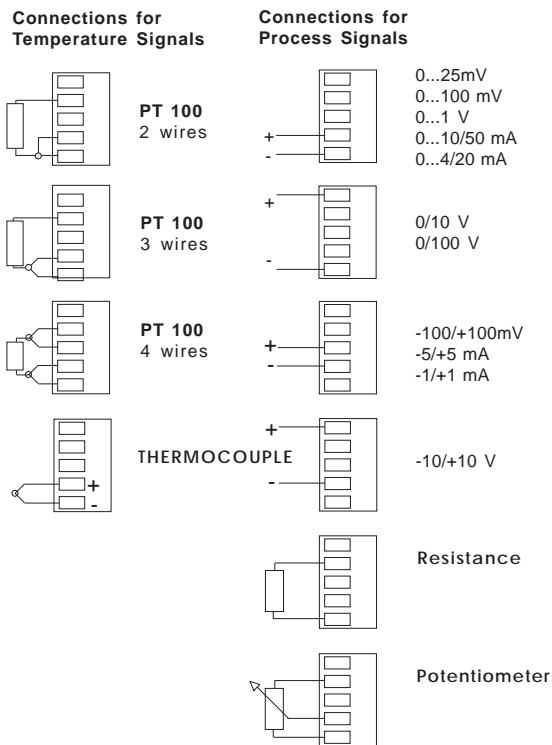 Connections for
Temperature Signals
PT 100
2 wires
PT 100
3 wires
PT 100
4 wires
THERMOCOUPLE
+
-
Connections for
Process Signals
+
-
0...25mV
0...100 mV
0...1 V
0...10/50 mA
0...4/20 mA
+
-
0/10 V
0/100 V
+
-
-100/+100mV
-5/+5 mA
-1/+1 mA
+
-
-10/+10 V
Resistance
Potentiometer